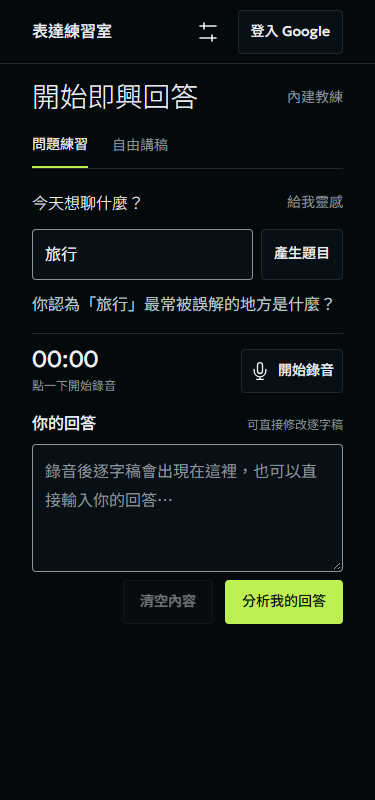 表達練習室
登入 Google
開始即興回答
內建教練
問題練習
自由講稿
今天想聊什麼？
給我靈感
旅行
產生題目
你認為「旅行」最常被誤解的地方是什麼？
00:00
點一下開始錄音
開始錄音
你的回答
可直接修改逐字稿
錄音後逐字稿會出現在這裡，也可以直
接輸入你的回答…
清空內容
分析我的回答